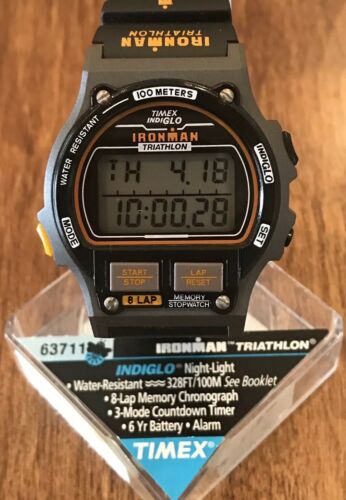 IRONMAN
TRIATHLON
100 METERS
WATER RESISTANT
TIMEX
INDIGLO
IRONMAN
TRIATHLON
INDIGLO
TH 4.18
10:00.28
MODE
SET
START
STOP
LAP
RESET
8 LAP
MEMORY
STOPWATCH
63711
IRONMAN™ TRIATHLON®
INDIGLO® Night-Light
• Water-Resistant 328FT/100M See Booklet
• 8-Lap Memory Chronograph
• 3-Mode Countdown Timer
• 6 Yr Battery • Alarm
TIMEX®